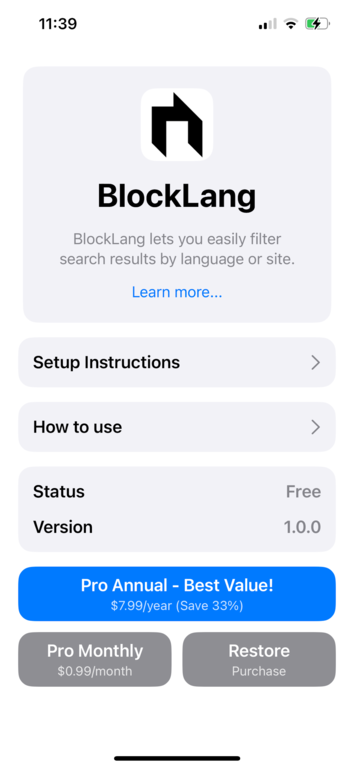 11:39
BlockLang
BlockLang lets you easily filter
search results by language or site.
Learn more...
Setup Instructions
How to use
Status Free
Version 1.0.0
Pro Annual - Best Value!
$7.99/year (Save 33%)
Pro Monthly Restore
$0.99/month Purchase